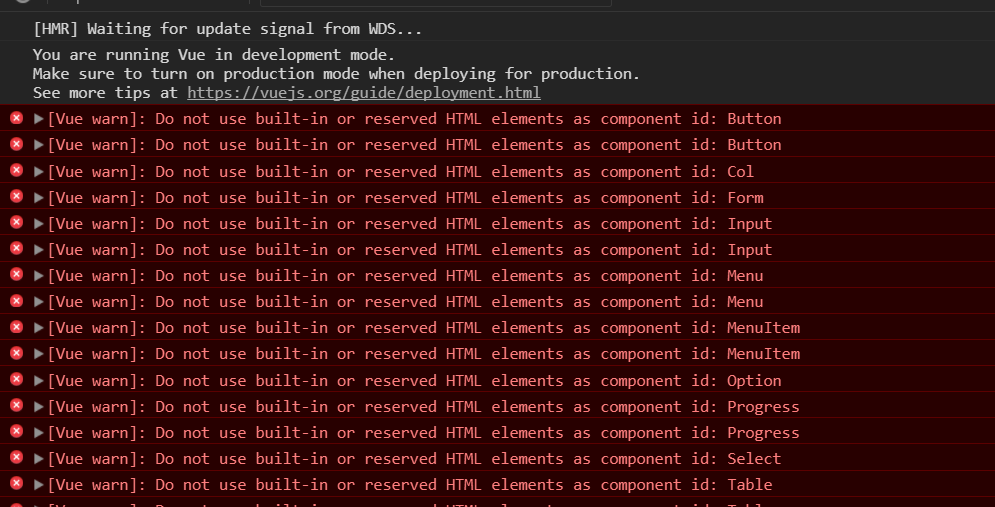 [HMR] Waiting for update signal from WDS...
You are running Vue in development mode.
Make sure to turn on production mode when deploying for production.
See more tips at https://vuejs.org/guide/deployment.html
[Vue warn]: Do not use built-in or reserved HTML elements as component id: Button
[Vue warn]: Do not use built-in or reserved HTML elements as component id: Button
[Vue warn]: Do not use built-in or reserved HTML elements as component id: Col
[Vue warn]: Do not use built-in or reserved HTML elements as component id: Form
[Vue warn]: Do not use built-in or reserved HTML elements as component id: Input
[Vue warn]: Do not use built-in or reserved HTML elements as component id: Input
[Vue warn]: Do not use built-in or reserved HTML elements as component id: Menu
[Vue warn]: Do not use built-in or reserved HTML elements as component id: Menu
[Vue warn]: Do not use built-in or reserved HTML elements as component id: MenuItem
[Vue warn]: Do not use built-in or reserved HTML elements as component id: MenuItem
[Vue warn]: Do not use built-in or reserved HTML elements as component id: Option
[Vue warn]: Do not use built-in or reserved HTML elements as component id: Progress
[Vue warn]: Do not use built-in or reserved HTML elements as component id: Progress
[Vue warn]: Do not use built-in or reserved HTML elements as component id: Select
[Vue warn]: Do not use built-in or reserved HTML elements as component id: Table